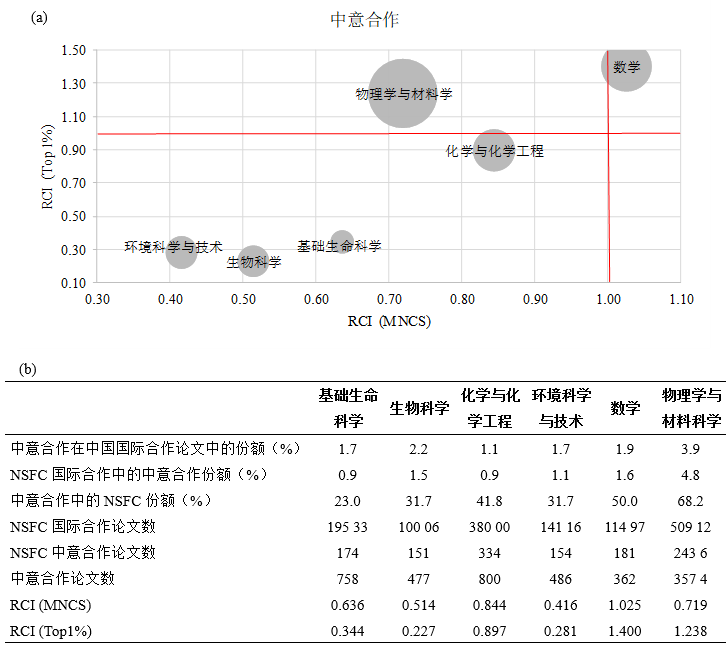 (a)
中意合作
1.50
1.30
1.10
0.90
0.70
0.50
0.30
0.10
RCI (Top 1%)
数学
物理学与材料学
化学与化学工程
环境科学与技术
生物科学
基础生命科学
0.30 0.40 0.50 0.60 0.70 0.80 0.90 1.00 1.10
RCI (MNCS)
(b)
基础生命科学 生物科学 化学与化学工程 环境科学与技术 数学 物理学与材料科学
中意合作在中国国际合作论文中的份额（%） 1.7 2.2 1.1 1.7 1.9 3.9
NSFC 国际合作中的中意合作份额（%） 0.9 1.5 0.9 1.1 1.6 4.8
中意合作中的 NSFC 份额（%） 23.0 31.7 41.8 31.7 50.0 68.2
NSFC 国际合作论文数 195 33 100 06 380 00 141 16 114 97 509 12
NSFC 中意合作论文数 174 151 334 154 181 243 6
中意合作论文数 758 477 800 486 362 357 4
RCI (MNCS) 0.636 0.514 0.844 0.416 1.025 0.719
RCI (Top1%) 0.344 0.227 0.897 0.281 1.400 1.238